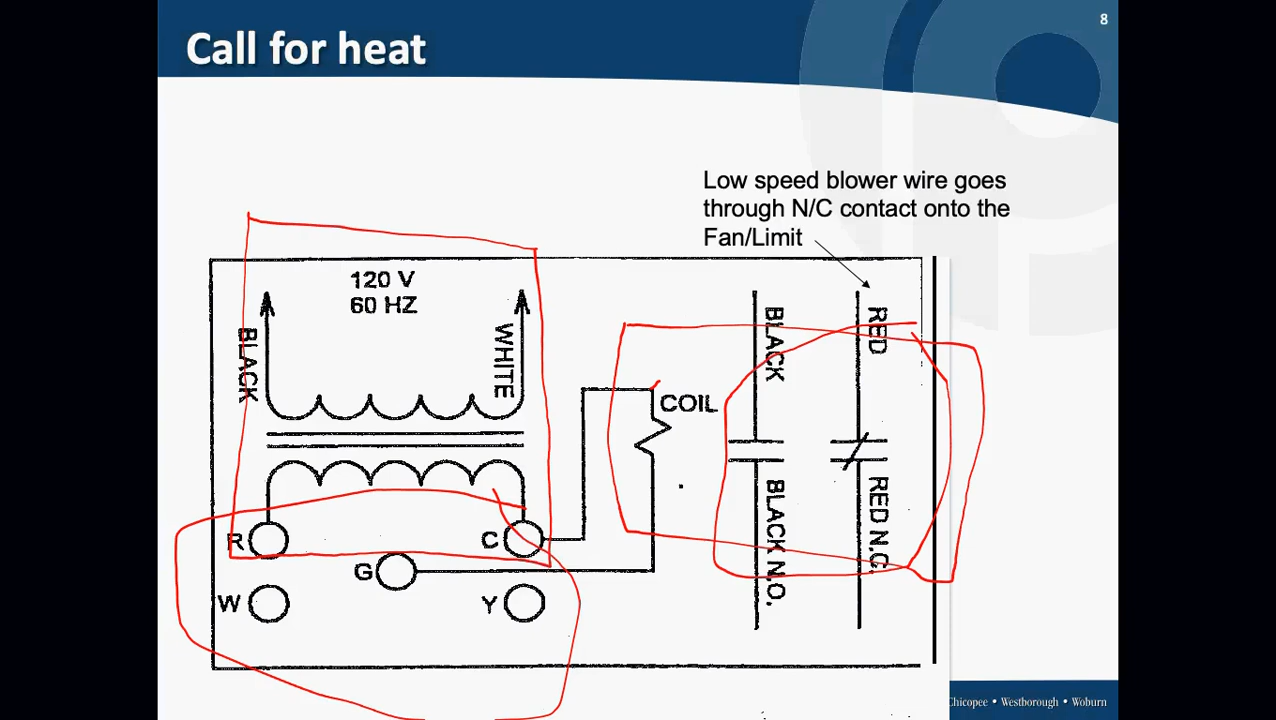 8
Call for heat
Low speed blower wire goes
through N/C contact onto the
Fan/Limit
120 V
60 HZ
BLACK
WHITE
COIL
BLACK
RED
BLACK N.O.
RED N.C.
R
C
G
W
Y
Chicopee • Westborough • Woburn